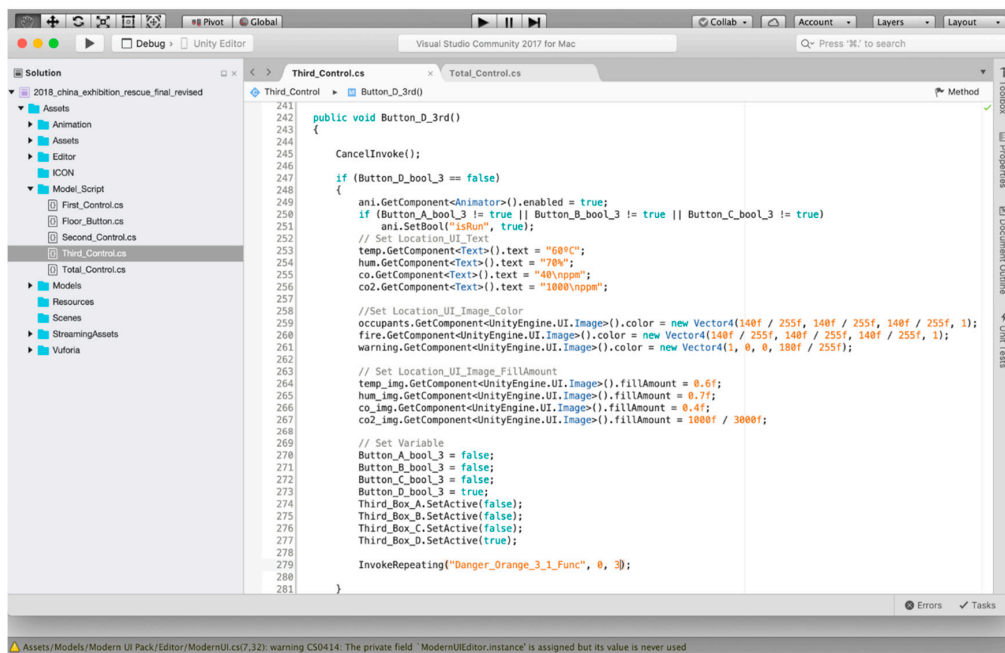 Pivot Global Collab Account Layers Layout
Debug > Unity Editor Visual Studio Community 2017 for Mac Press '⌘.' to search
Solution
2018_china_exhibition_rescue_final_revised
Assets
Animation
Assets
Editor
ICON
Model_Script
First_Control.cs
Floor_Button.cs
Second_Control.cs
Third_Control.cs
Total_Control.cs
Models
Resources
Scenes
StreamingAssets
Vuforia
Third_Control.cs × Total_Control.cs
Third_Control ▸ Button_D_3rd() Method
241
242 public void Button_D_3rd()
243 {
244
245 CancelInvoke();
246
247 if (Button_D_bool_3 == false)
248 {
249 ani.GetComponent<Animator>().enabled = true;
250 if (Button_A_bool_3 != true || Button_B_bool_3 != true || Button_C_bool_3 != true)
251 ani.SetBool("isRun", true);
252 // Set Location_UI_Text
253 temp.GetComponent<Text>().text = "60ºC";
254 hum.GetComponent<Text>().text = "70%";
255 co.GetComponent<Text>().text = "40\nppm";
256 co2.GetComponent<Text>().text = "1000\nppm";
257
258 //Set Location_UI_Image_Color
259 occupants.GetComponent<UnityEngine.UI.Image>().color = new Vector4(140f / 255f, 140f / 255f, 140f / 255f, 1);
260 fire.GetComponent<UnityEngine.UI.Image>().color = new Vector4(140f / 255f, 140f / 255f, 140f / 255f, 1);
261 warning.GetComponent<UnityEngine.UI.Image>().color = new Vector4(1, 0, 0, 180f / 255f);
262
263 // Set Location_UI_Image_FillAmount
264 temp_img.GetComponent<UnityEngine.UI.Image>().fillAmount = 0.6f;
265 hum_img.GetComponent<UnityEngine.UI.Image>().fillAmount = 0.7f;
266 co_img.GetComponent<UnityEngine.UI.Image>().fillAmount = 0.4f;
267 co2_img.GetComponent<UnityEngine.UI.Image>().fillAmount = 1000f / 3000f;
268
269 // Set Variable
270 Button_A_bool_3 = false;
271 Button_B_bool_3 = false;
272 Button_C_bool_3 = false;
273 Button_D_bool_3 = true;
274 Third_Box_A.SetActive(false);
275 Third_Box_B.SetActive(false);
276 Third_Box_C.SetActive(false);
277 Third_Box_D.SetActive(true);
278
279 InvokeRepeating("Danger_Orange_3_1_Func", 0, 3);
280
281 }
Toolbox
Properties
Document Outline
Unit Tests
Errors Tasks
Assets/Models/Modern UI Pack/Editor/ModernUI.cs(7,32): warning CS0414: The private field `ModernUIEditor.instance' is assigned but its value is never used